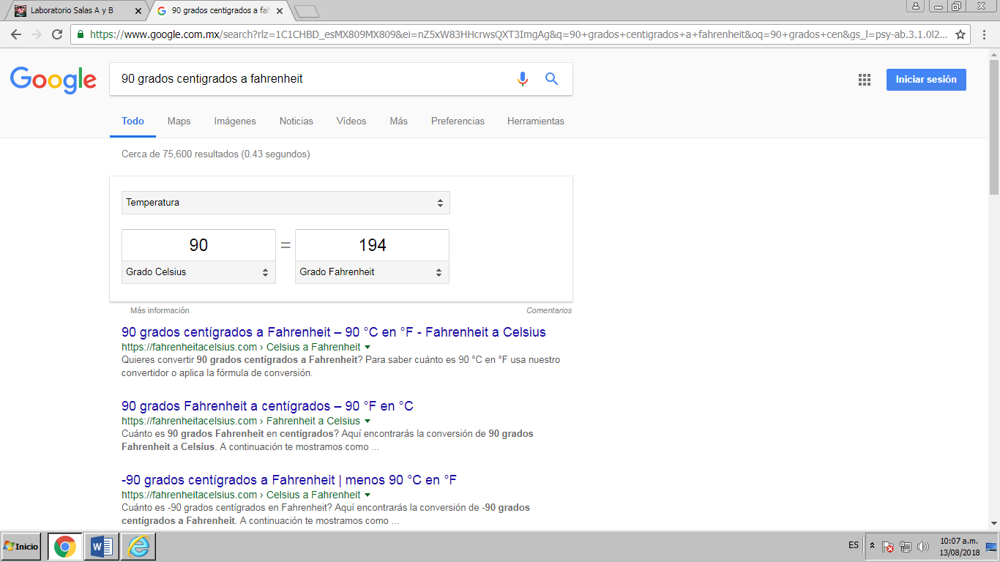 Laboratorio Salas A y B
90 grados centigrados a fah
https://www.google.com.mx/search?rlz=1C1CHBD_esMX809MX809&ei=nZ5xW83HHcrwsQXT3ImgAg&q=90+grados+centigrados+a+fahrenheit&oq=90+grados+cen&gs_l=psy-ab.3.1.0l2...
Google
90 grados centigrados a fahrenheit
Iniciar sesión
Todo Maps Imágenes Noticias Vídeos Más Preferencias Herramientas
Cerca de 75,600 resultados (0.43 segundos)
Temperatura
90 = 194
Grado Celsius Grado Fahrenheit
Más información Comentarios
90 grados centígrados a Fahrenheit – 90 °C en °F - Fahrenheit a Celsius
https://fahrenheitacelsius.com › Celsius a Fahrenheit
Quieres convertir 90 grados centígrados a Fahrenheit? Para saber cuánto es 90 °C en °F usa nuestro
convertidor o aplica la fórmula de conversión.
90 grados Fahrenheit a centígrados – 90 °F en °C
https://fahrenheitacelsius.com › Fahrenheit a Celsius
Cuánto es 90 grados Fahrenheit en centígrados? Aquí encontrarás la conversión de 90 grados
Fahrenheit a Celsius. A continuación te mostramos como ...
-90 grados centígrados a Fahrenheit | menos 90 °C en °F
https://fahrenheitacelsius.com › Celsius a Fahrenheit
Cuánto es -90 grados centígrados en Fahrenheit? Aquí encontrarás la conversión de -90 grados
centígrados a Fahrenheit. A continuación te mostramos como ...
Inicio
ES
10:07 a.m.
13/08/2018